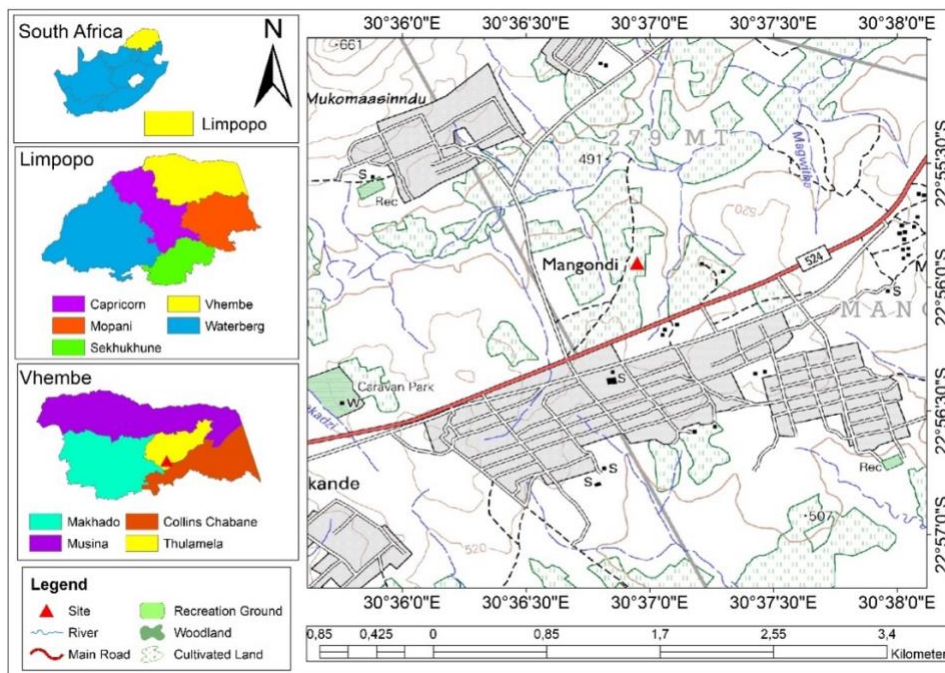 South Africa
N
Limpopo
Limpopo
Capricorn
Vhembe
Mopani
Waterberg
Sekhukhune
Vhembe
Makhado
Collins Chabane
Musina
Thulamela
Legend
Site
Recreation Ground
River
Woodland
Main Road
Cultivated Land
30°36'0"E
30°36'30"E
30°37'0"E
30°37'30"E
30°38'0"E
661
Mukomaasinndu
279 MT
491
Magwitike
S
Rec
520
Mangondi
524
S
M
MANG
Caravan Park
W
S
kande
S
S
Rec
520
507
22°55'30"S
22°56'0"S
22°56'30"S
22°57'0"S
30°36'0"E
30°36'30"E
30°37'0"E
30°37'30"E
30°38'0"E
0,85
0,425
0
0,85
1,7
2,55
3,4
Kilometer